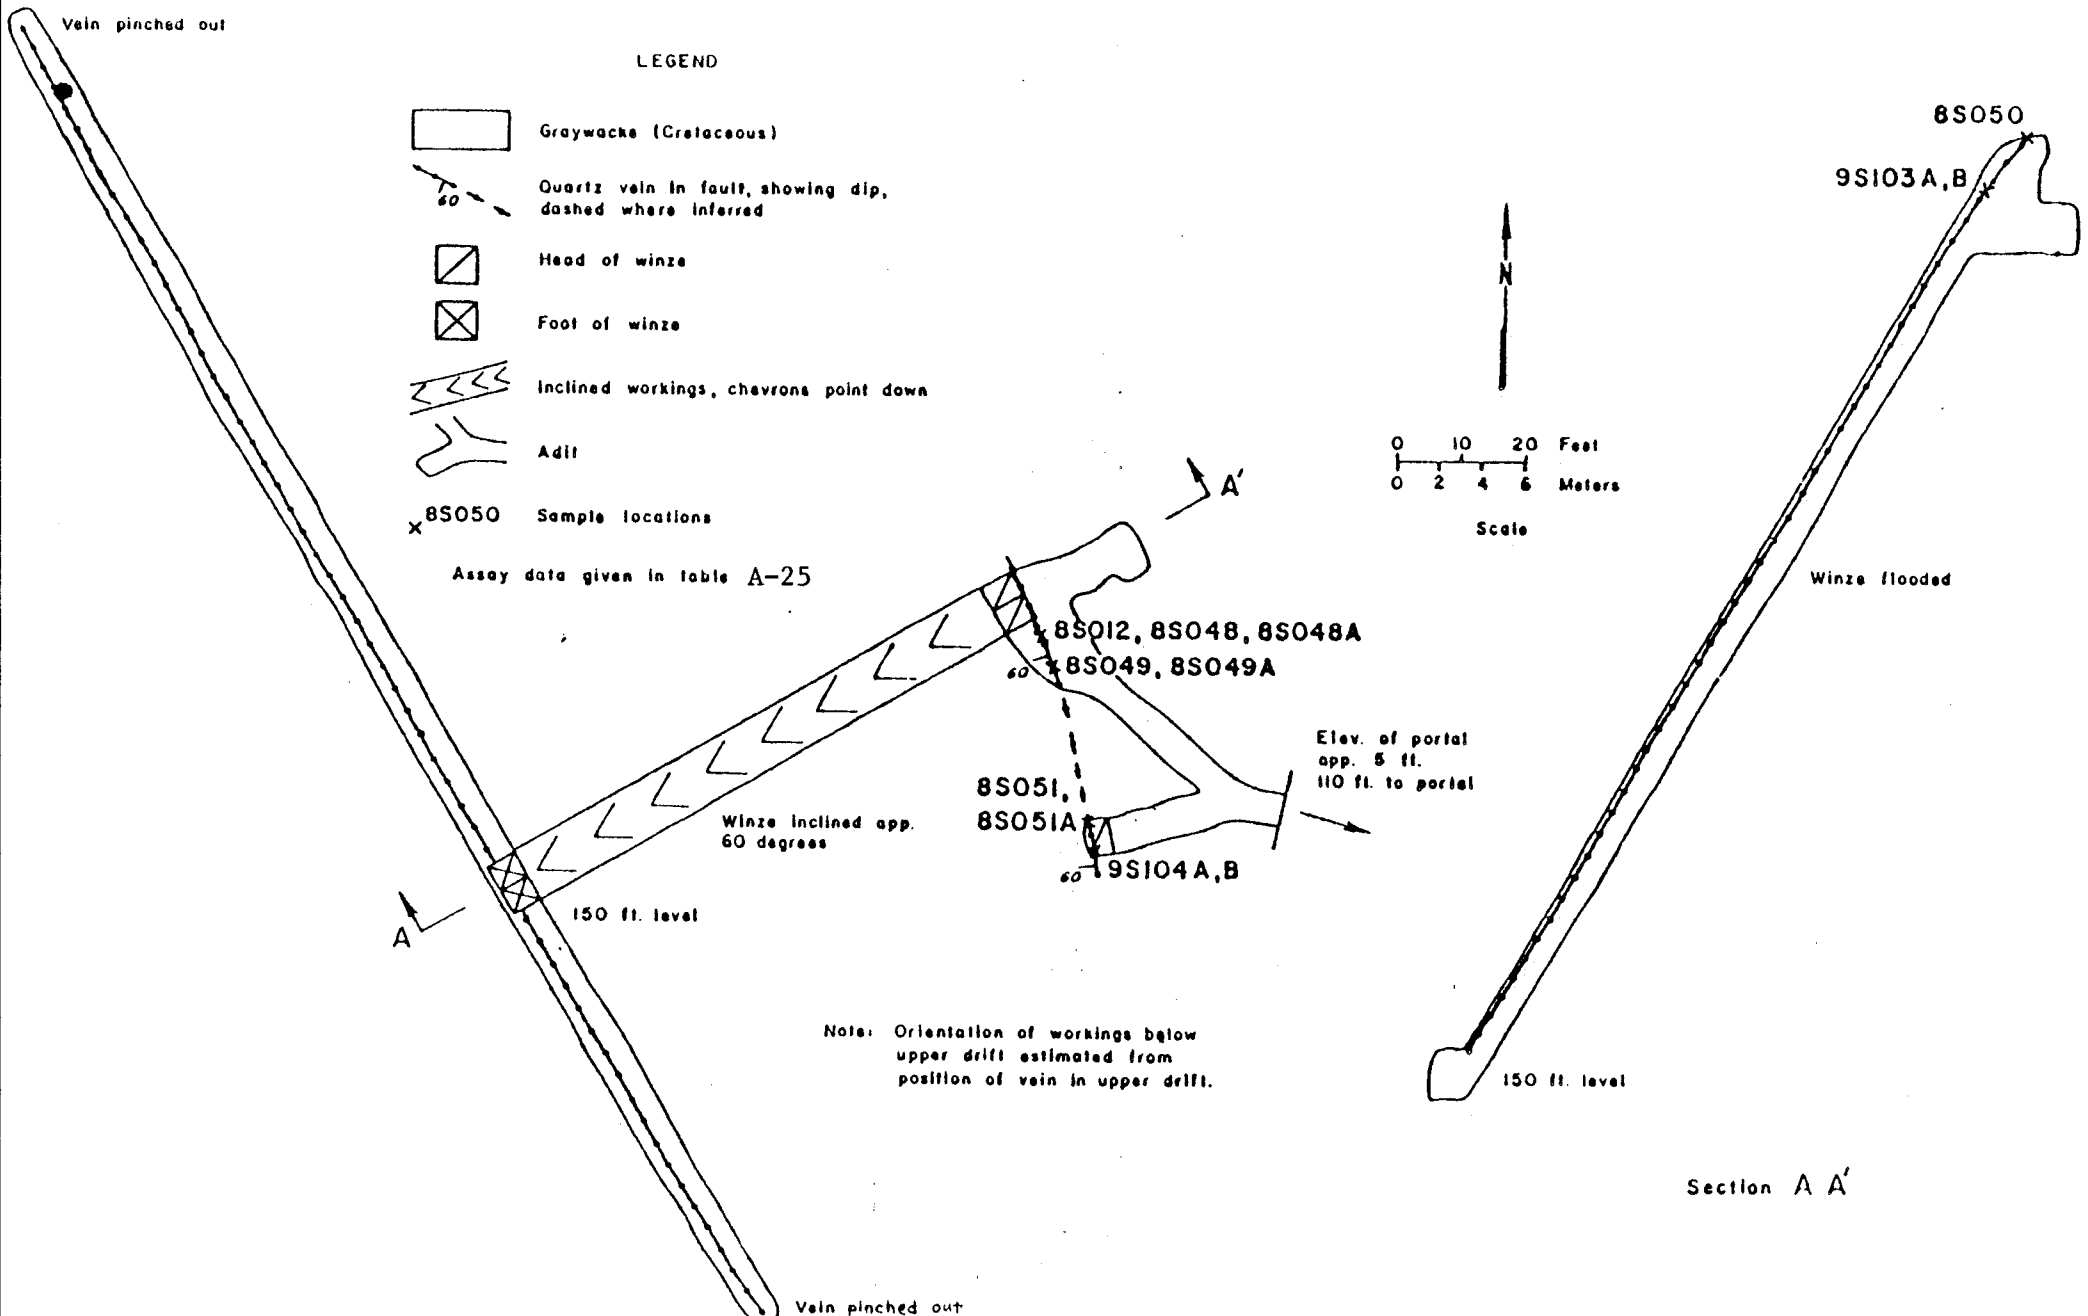 Vein pinched out
LEGEND
Graywacke (Cretaceous)
60
Quartz vein in fault, showing dip,
dashed where inferred
Head of winze
Foot of winze
Inclined workings, chevrons point down
Adit
8S050 Sample locations
Assay data given in table A-25
8S050
9S103A,B
N
0 10 20 Feet
0 2 4 6 Meters
Scale
A'
Winze flooded
8S012, 8S048, 8S048A
60
8S049, 8S049A
Elev. of portal
app. 5 ft.
110 ft. to portal
8S051,
8S051A
Winze inclined app.
60 degrees
60
9S104A,B
150 ft. level
A
Note: Orientation of workings below
upper drift estimated from
position of vein in upper drift.
150 ft. level
Section A A'
Vein pinched out